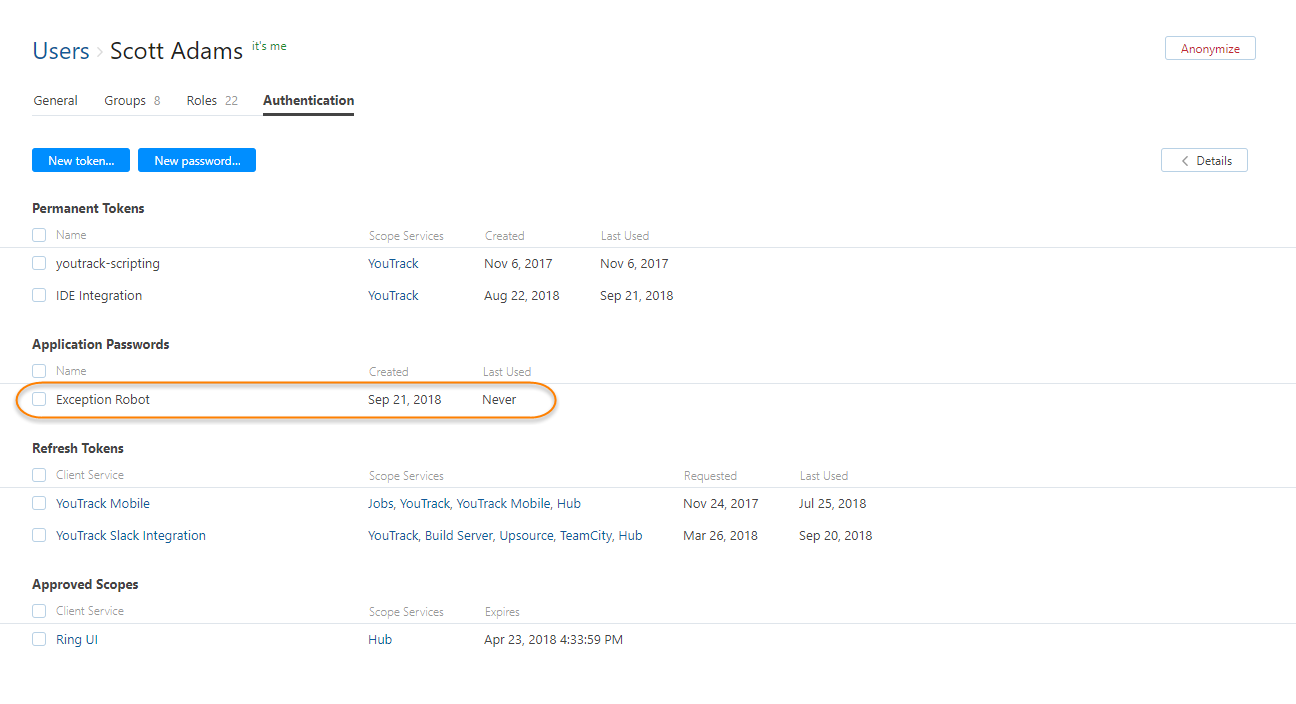 Users › Scott Adams it's me
Anonymize
General Groups 8 Roles 22 Authentication
New token... New password... Details
Permanent Tokens
Name Scope Services Created Last Used
youtrack-scripting YouTrack Nov 6, 2017 Nov 6, 2017
IDE Integration YouTrack Aug 22, 2018 Sep 21, 2018
Application Passwords
Name Created Last Used
Exception Robot Sep 21, 2018 Never
Refresh Tokens
Client Service Scope Services Requested Last Used
YouTrack Mobile Jobs, YouTrack, YouTrack Mobile, Hub Nov 24, 2017 Jul 25, 2018
YouTrack Slack Integration YouTrack, Build Server, Upsource, TeamCity, Hub Mar 26, 2018 Sep 20, 2018
Approved Scopes
Client Service Scope Services Expires
Ring UI Hub Apr 23, 2018 4:33:59 PM